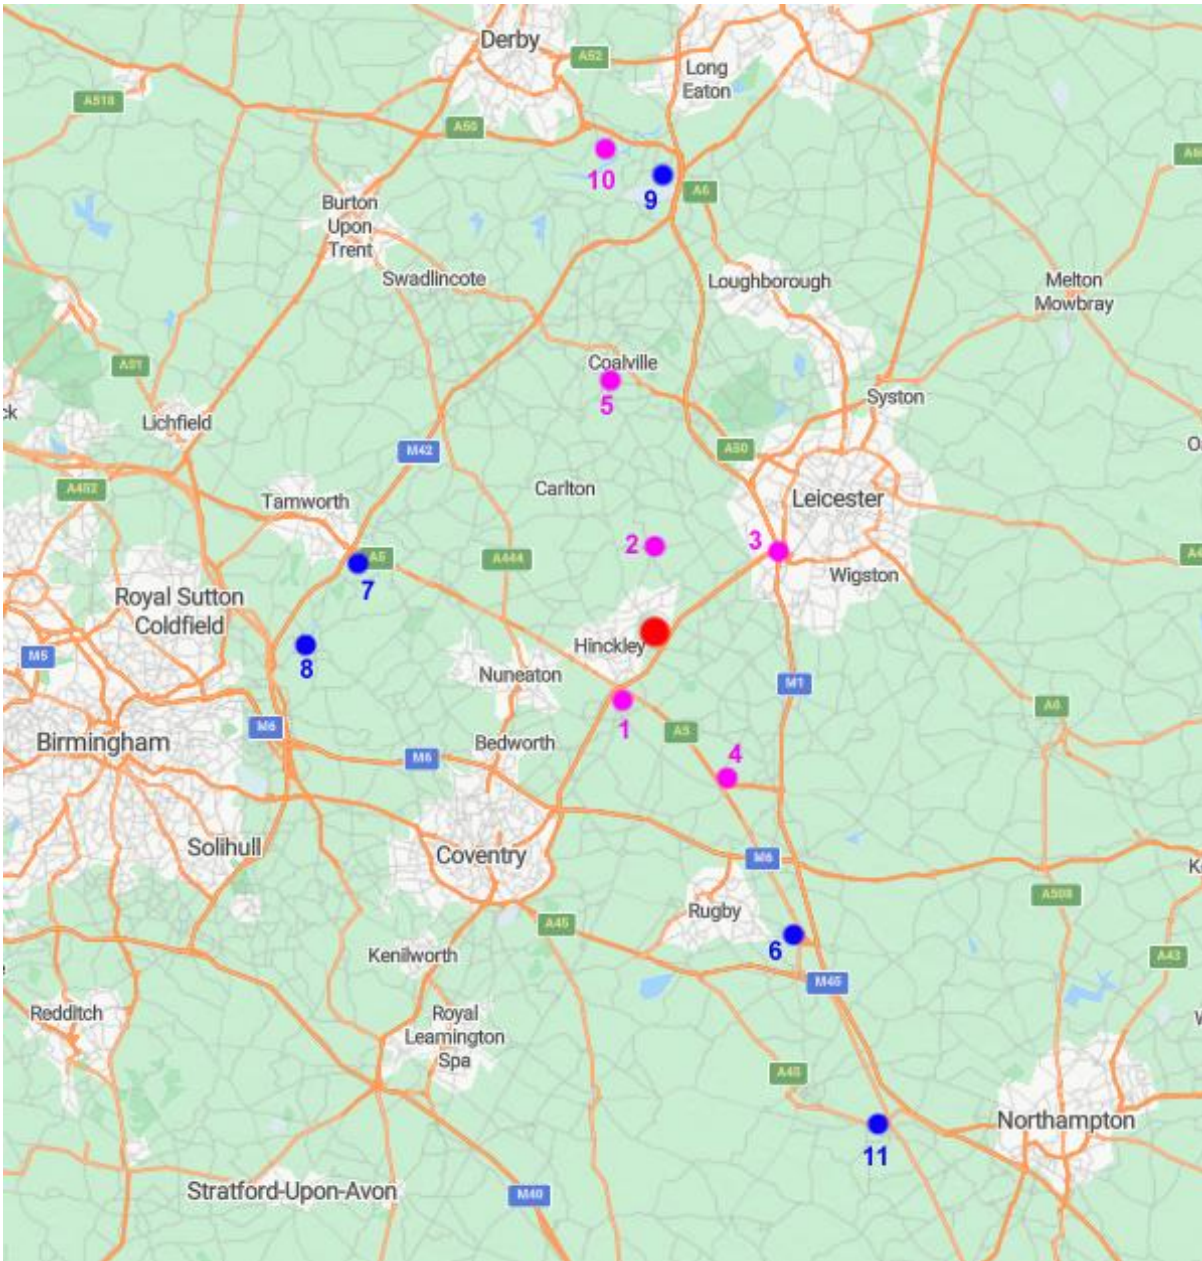 Derby
A52
Long
Eaton
A518
A50
10
9
A6
Burton
Upon
Trent
Swadlincote
Loughborough
Melton
Mowbray
Coalville
A51
5
Syston
ck
Lichfield
M42
A50
A452
Tamworth
Carlton
Leicester
2
3
A5
A444
7
Wigston
Royal Sutton
Coldfield
Hinckley
M5
8
Nuneaton
M1
1
A6
M6
A5
Birmingham
Bedworth
M6
4
Solihull
Coventry
M6
A508
Rugby
A45
6
Kenilworth
A43
M45
Redditch
Royal
Leamington
Spa
A45
Northampton
11
Stratford-Upon-Avon
M40